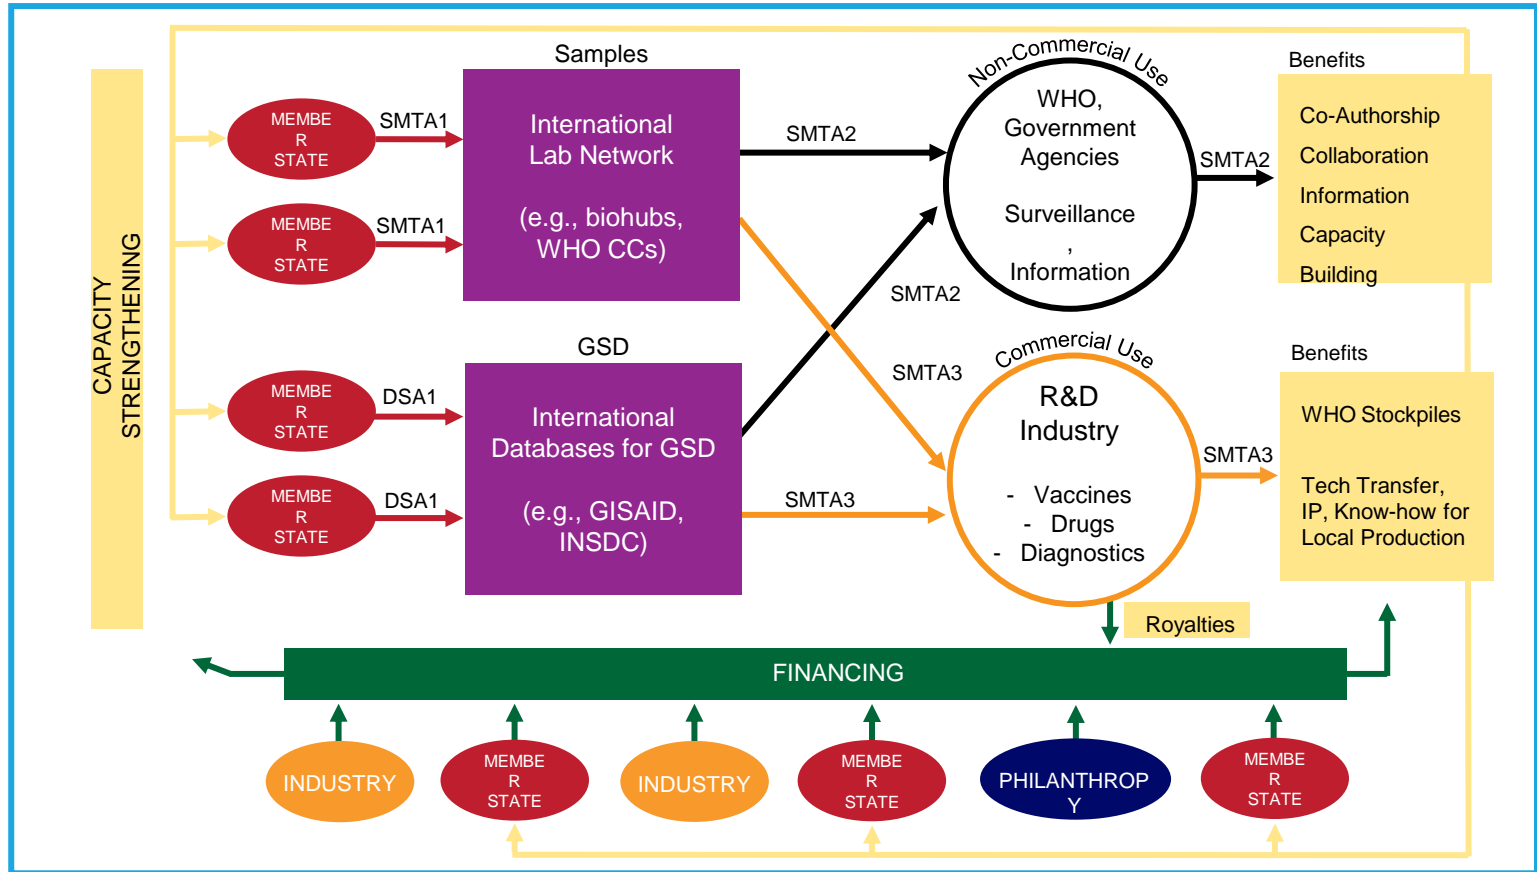 Samples
Non-Commercial Use
Benefits
CAPACITY
STRENGTHENING
MEMBE
R
STATE
SMTA1
MEMBE
R
STATE
SMTA1
International
Lab Network
(e.g., biohubs,
WHO CCs)
SMTA2
SMTA2
WHO,
Government
Agencies
Surveillance
,
Information
SMTA2
Co-Authorship
Collaboration
Information
Capacity
Building
GSD
Commercial Use
Benefits
MEMBE
R
STATE
DSA1
MEMBE
R
STATE
DSA1
International
Databases for GSD
(e.g., GISAID,
INSDC)
SMTA3
SMTA3
R&D
Industry
- Vaccines
- Drugs
- Diagnostics
SMTA3
WHO Stockpiles
Tech Transfer,
IP, Know-how for
Local Production
Royalties
FINANCING
INDUSTRY
MEMBE
R
STATE
INDUSTRY
MEMBE
R
STATE
PHILANTHROP
Y
MEMBE
R
STATE